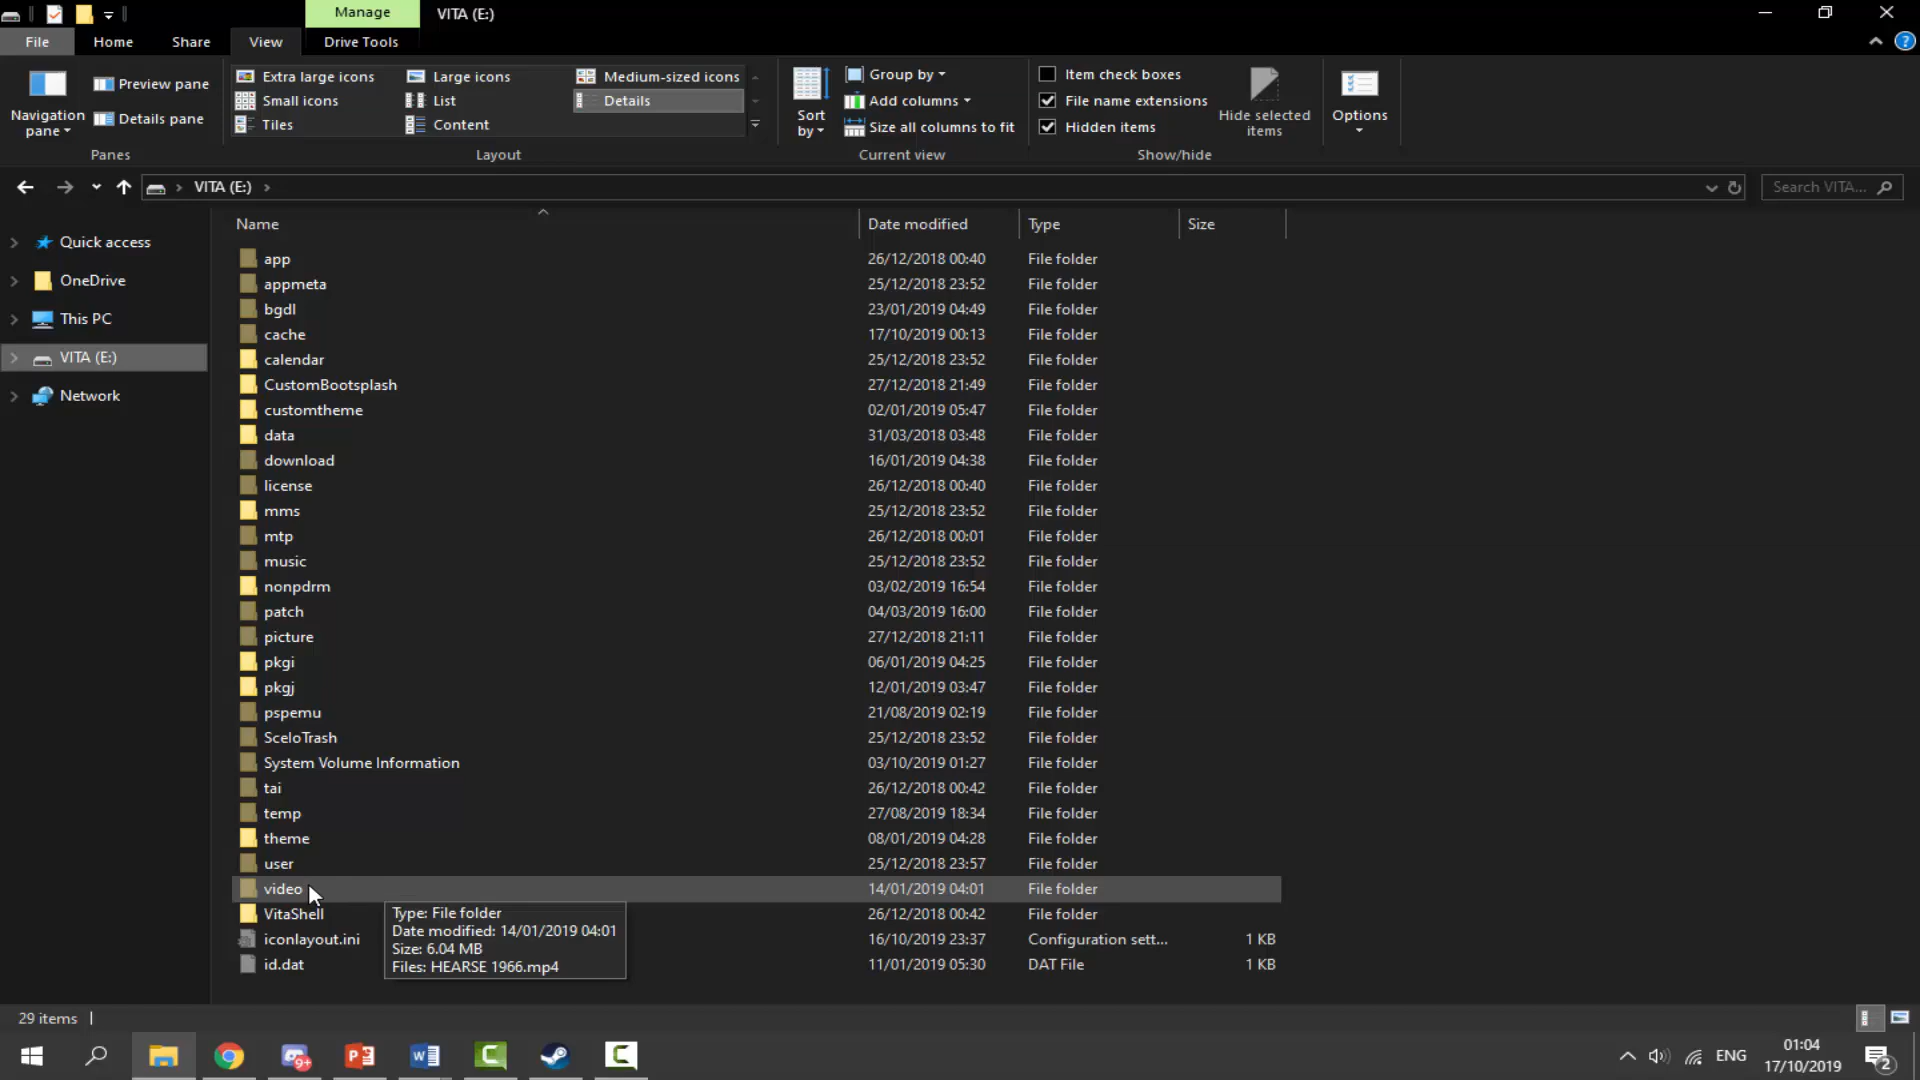 Manage
VITA (E:)
File
Home
Share
View
Drive Tools
Navigation pane
Preview pane
Details pane
Panes
Extra large icons
Large icons
Medium-sized icons
Small icons
List
Details
Tiles
Content
Layout
Sort by
Group by
Add columns
Size all columns to fit
Current view
Item check boxes
File name extensions
Hidden items
Hide selected items
Show/hide
Options
VITA (E:)
Search VITA...
Quick access
OneDrive
This PC
VITA (E:)
Network
Name Date modified Type Size
app 26/12/2018 00:40 File folder
appmeta 25/12/2018 23:52 File folder
bgdl 23/01/2019 04:49 File folder
cache 17/10/2019 00:13 File folder
calendar 25/12/2018 23:52 File folder
CustomBootsplash 27/12/2018 21:49 File folder
customtheme 02/01/2019 05:47 File folder
data 31/03/2018 03:48 File folder
download 16/01/2019 04:38 File folder
license 26/12/2018 00:40 File folder
mms 25/12/2018 23:52 File folder
mtp 26/12/2018 00:01 File folder
music 25/12/2018 23:52 File folder
nonpdrm 03/02/2019 16:54 File folder
patch 04/03/2019 16:00 File folder
picture 27/12/2018 21:11 File folder
pkgi 06/01/2019 04:25 File folder
pkgj 12/01/2019 03:47 File folder
pspemu 21/08/2019 02:19 File folder
SceIoTrash 25/12/2018 23:52 File folder
System Volume Information 03/10/2019 01:27 File folder
tai 26/12/2018 00:42 File folder
temp 27/08/2019 18:34 File folder
theme 08/01/2019 04:28 File folder
user 25/12/2018 23:57 File folder
video 14/01/2019 04:01 File folder
VitaShell 26/12/2018 00:42 File folder
iconlayout.ini 16/10/2019 23:37 Configuration sett... 1 KB
id.dat 11/01/2019 05:30 DAT File 1 KB
Type: File folder
Date modified: 14/01/2019 04:01
Size: 6.04 MB
Files: HEARSE 1966.mp4
29 items
9+
ENG
01:04
17/10/2019
2